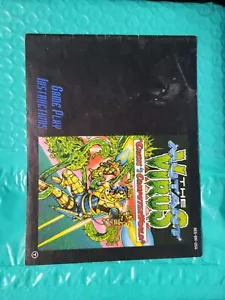 THE
MUTANT
VIRUS
GAME PLAY
INSTRUCTIONS